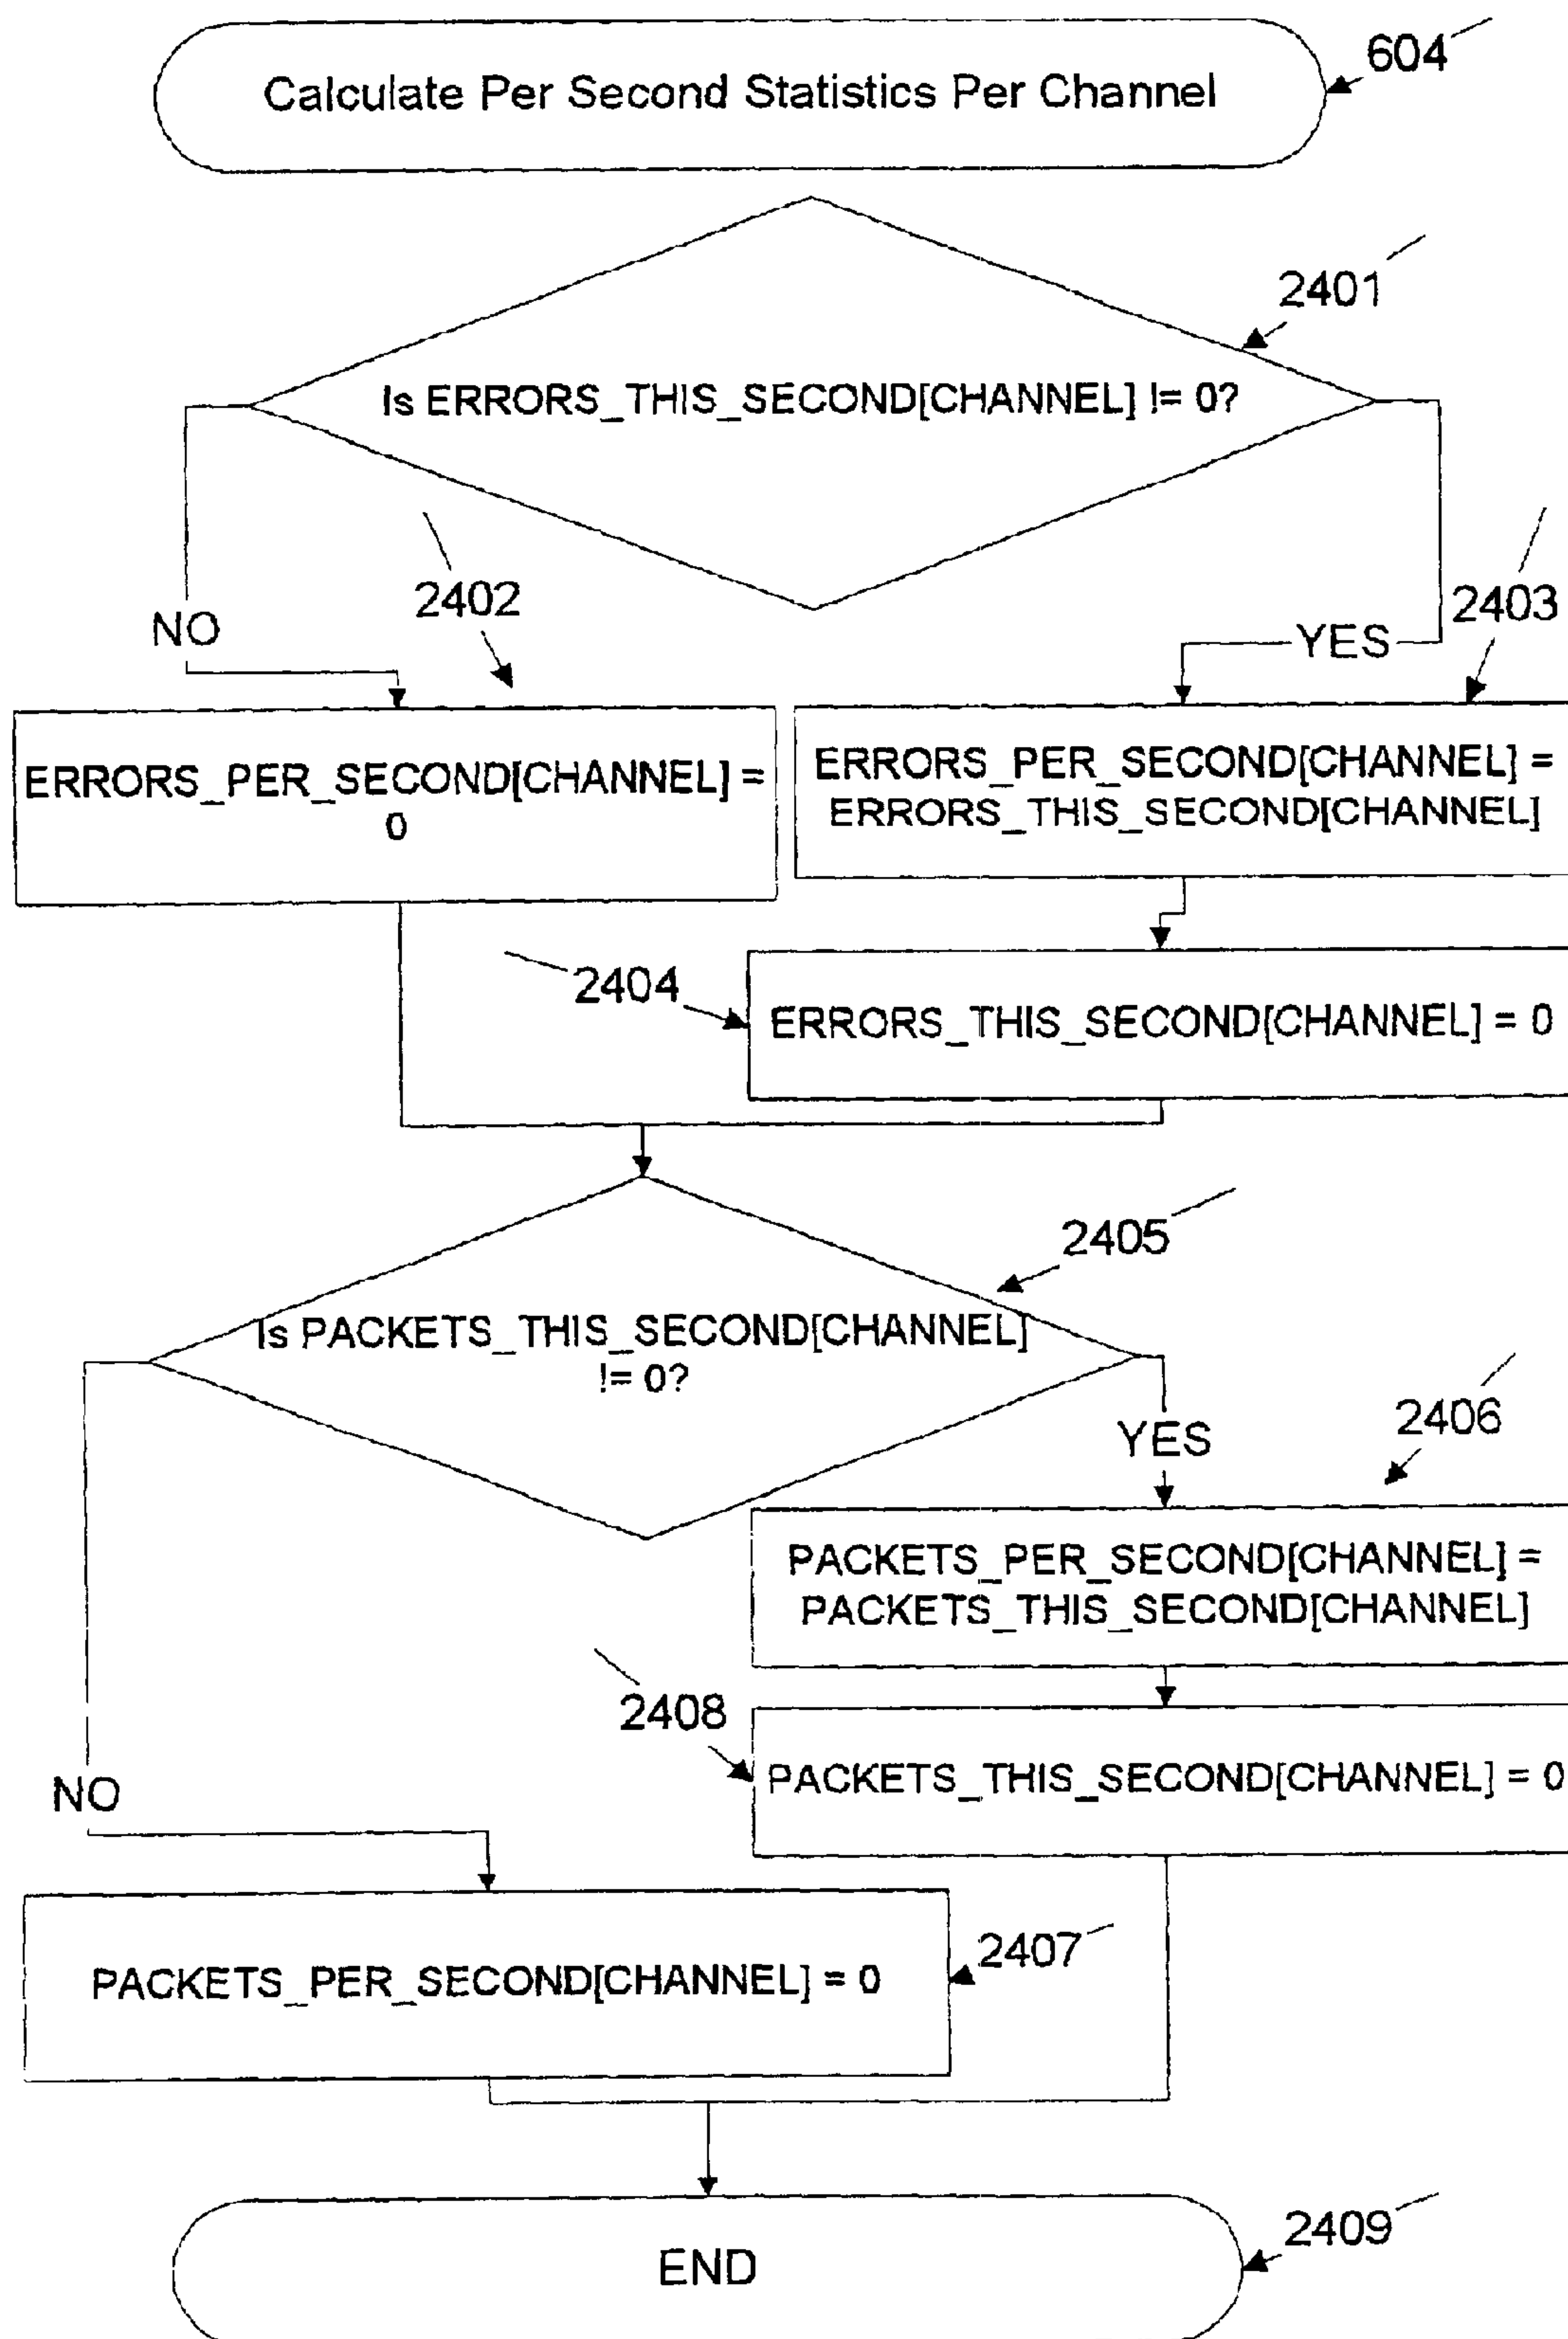 Calculate Per Second Statistics Per Channel
604
2401
Is ERRORS_THIS_SECOND[CHANNEL] != 0?
2402
2403
NO
YES
ERRORS_PER_SECOND[CHANNEL] =
0
ERRORS_PER_SECOND[CHANNEL] =
ERRORS_THIS_SECOND[CHANNEL]
2404
ERRORS_THIS_SECOND[CHANNEL] = 0
2405
Is PACKETS_THIS_SECOND[CHANNEL]
!= 0?
2406
YES
PACKETS_PER_SECOND[CHANNEL] =
PACKETS_THIS_SECOND[CHANNEL]
2408
PACKETS_THIS_SECOND[CHANNEL] = 0
NO
2407
PACKETS_PER_SECOND[CHANNEL] = 0
2409
END